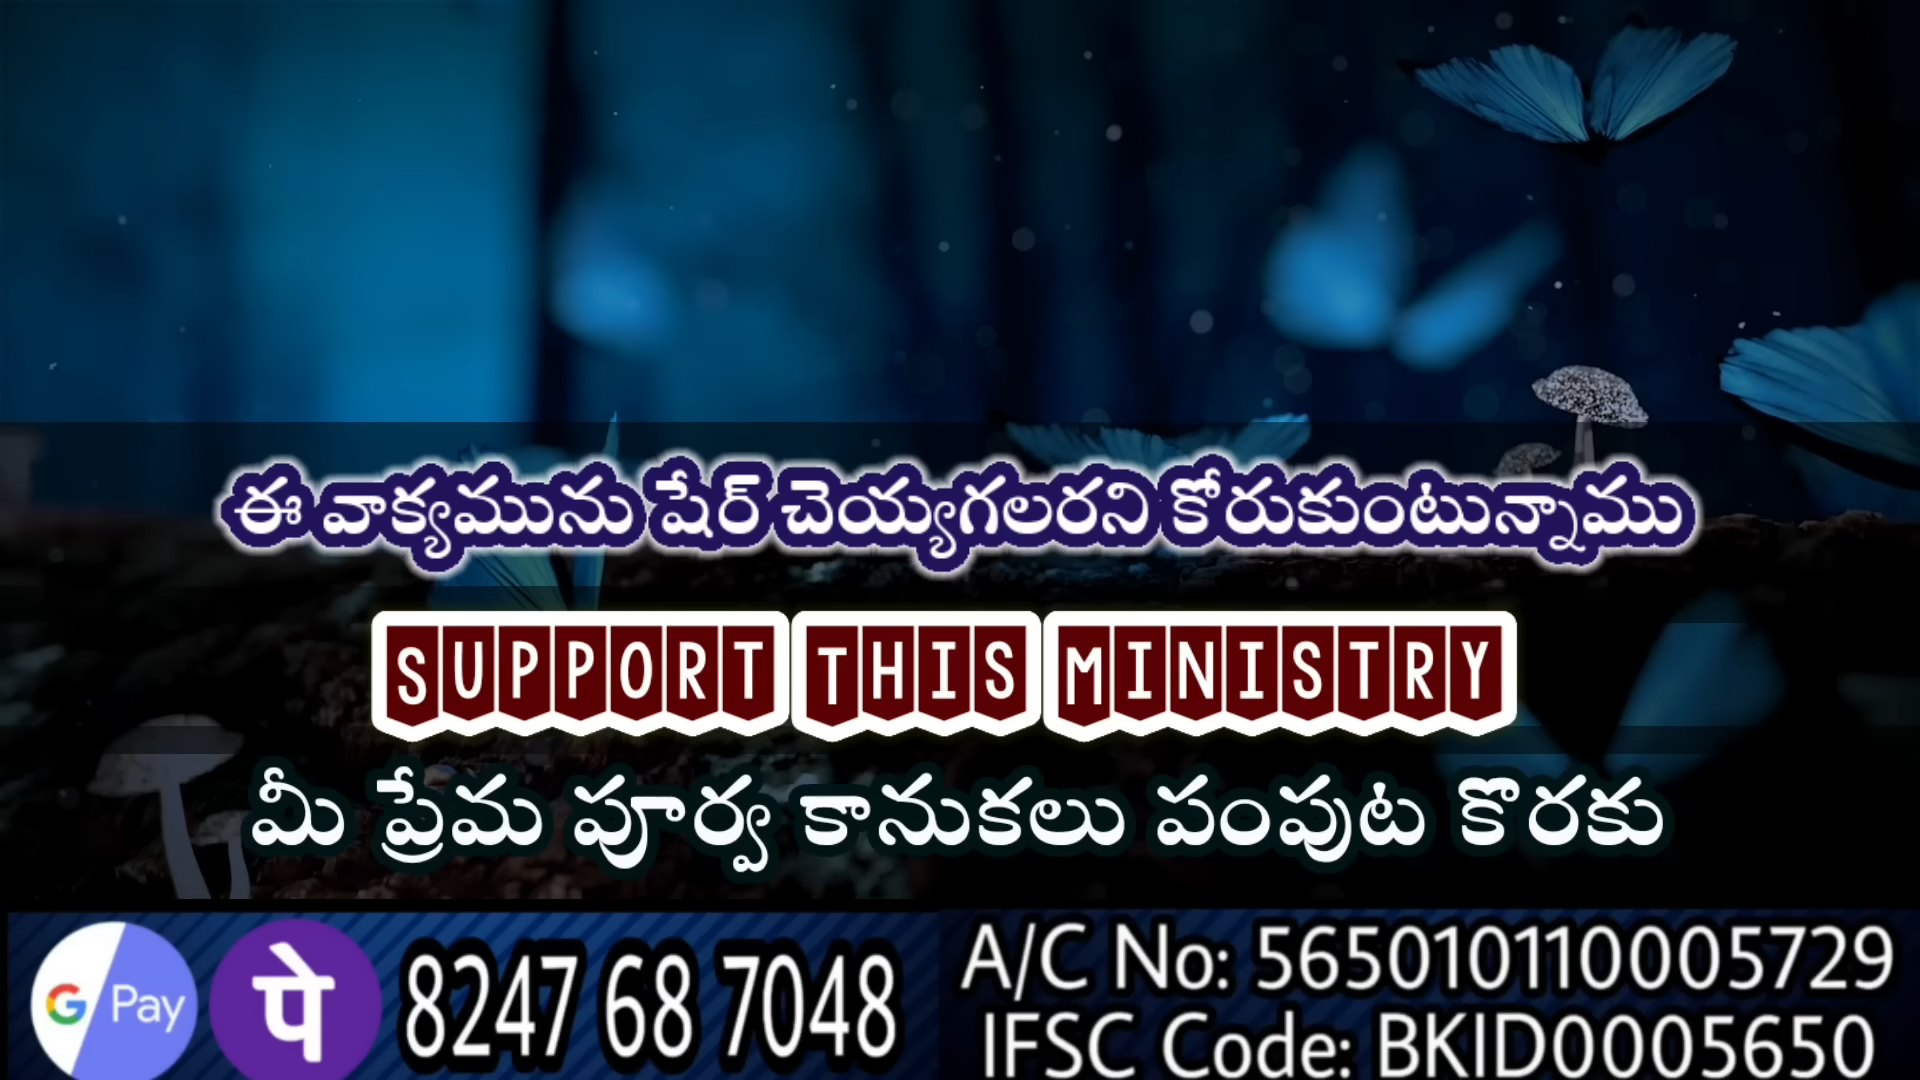 ఈ వాక్యమును షేర్ చెయ్యగలరని కోరుకుంటున్నాము
SUPPORT THIS MINISTRY
మీ ప్రేమ పూర్వ కానుకలు పంపుట కొరకు
G Pay पे 8247 68 7048
A/C No: 565010110005729
IFSC Code: BKID0005650